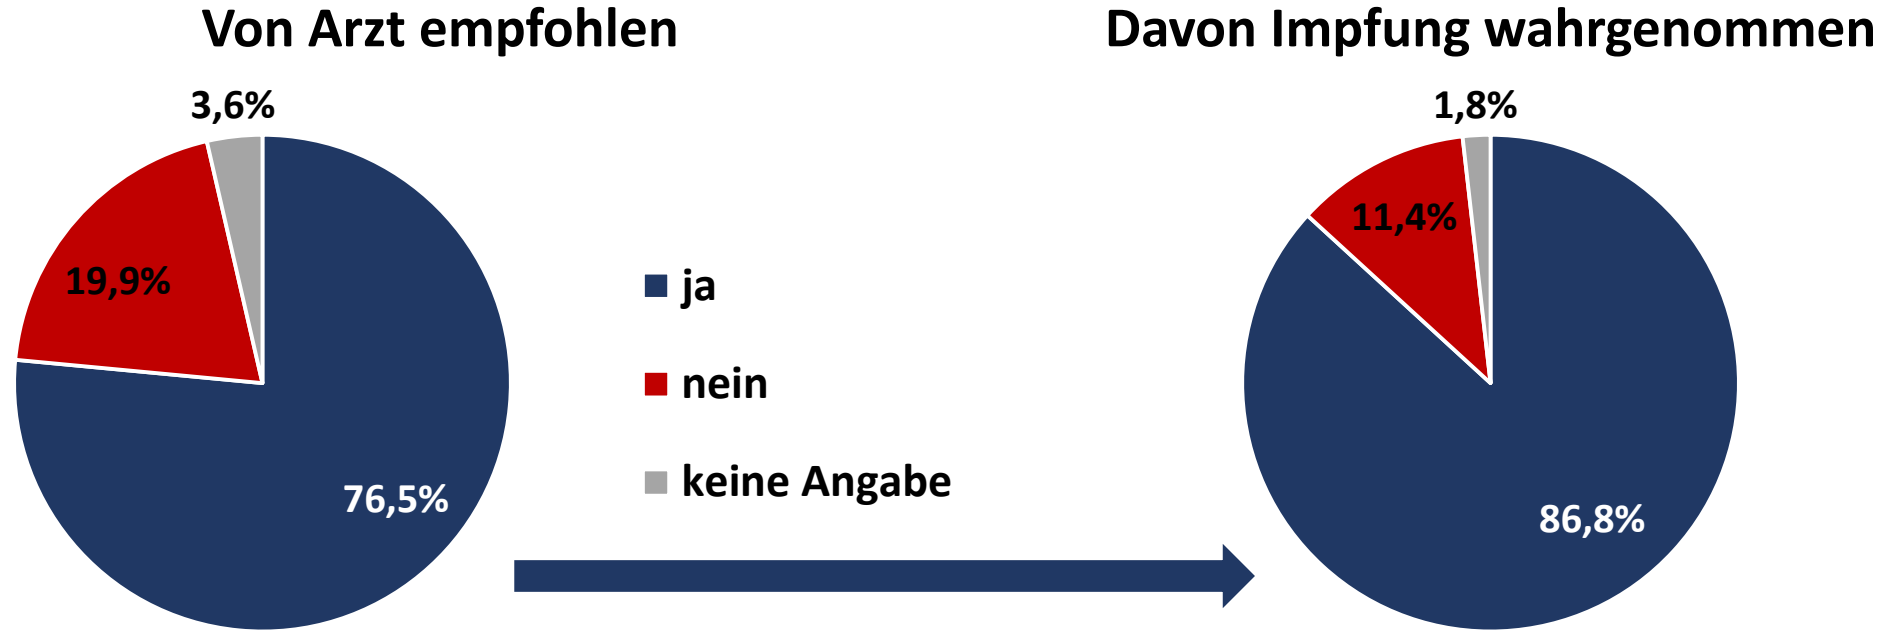 Von Arzt empfohlen
3,6%
19,9%
76,5%
ja
nein
keine Angabe
Davon Impfung wahrgenommen
1,8%
11,4%
86,8%